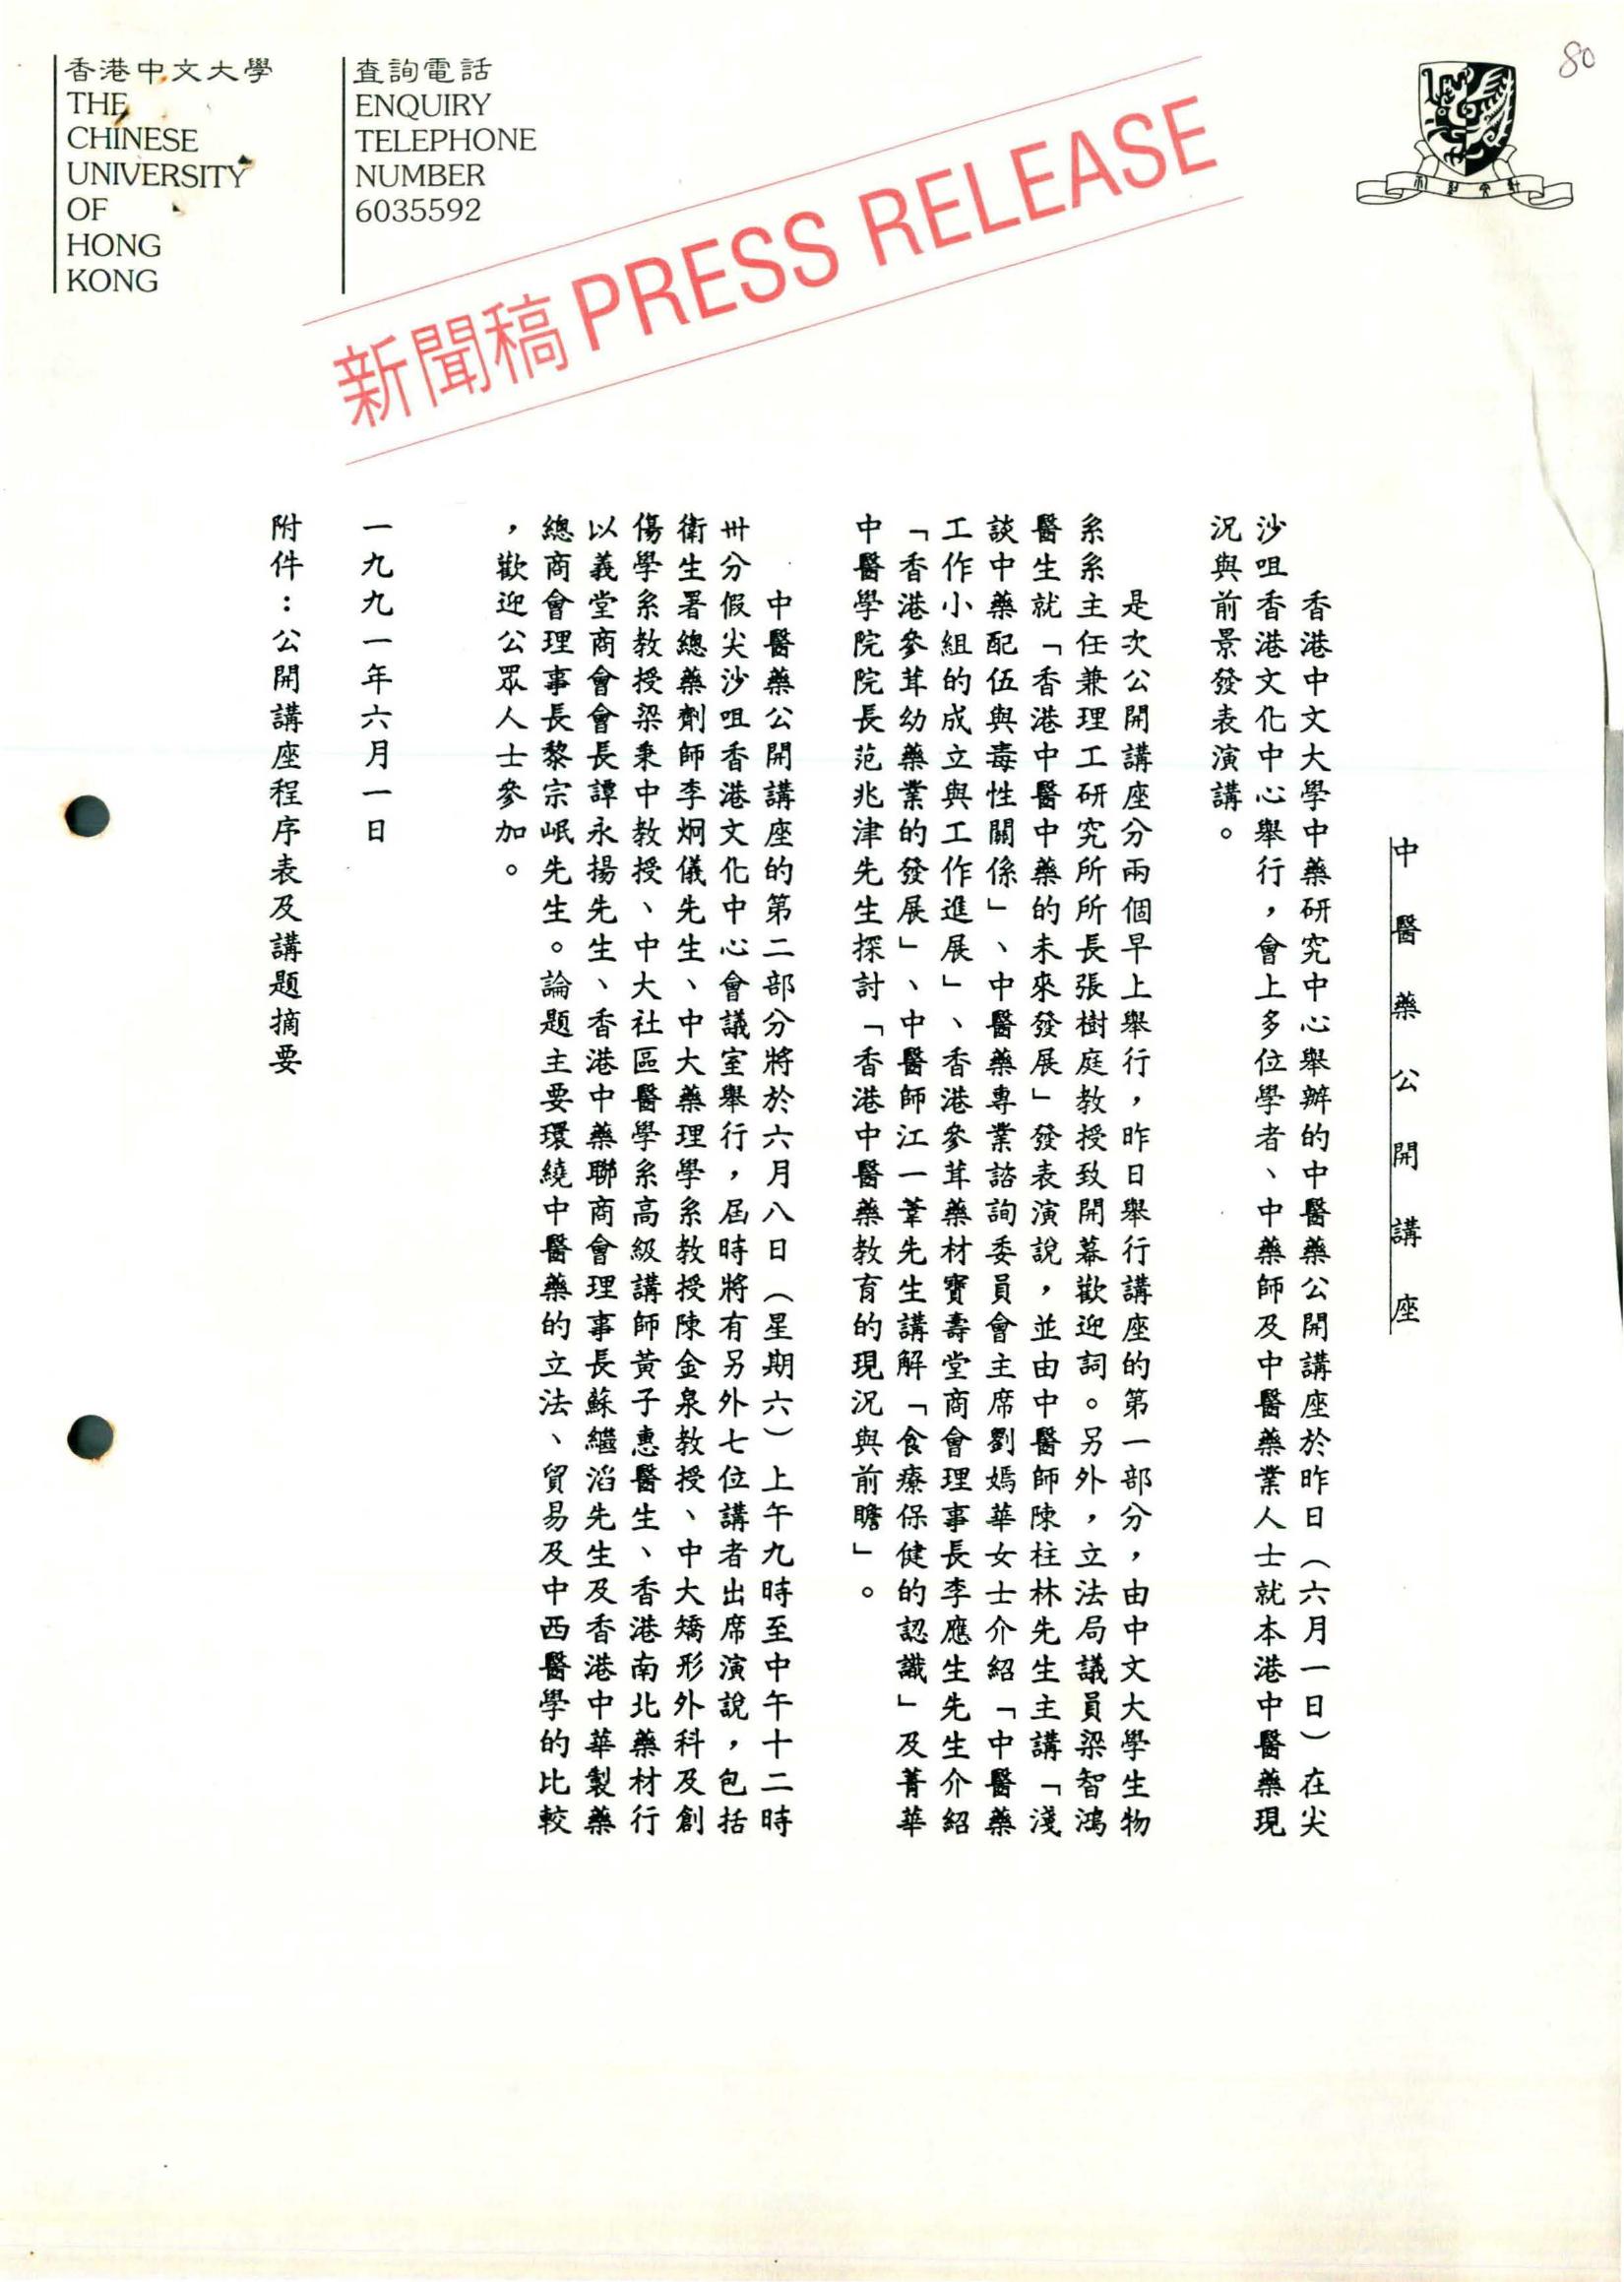 80
香港中文大學
THE
CHINESE
UNIVERSITY
OF
HONG
KONG
查詢電話
ENQUIRY
TELEPHONE
NUMBER
6035592
新聞稿 PRESS RELEASE
中醫藥公開講座
香港中文大學中藥研究中心舉辦的中醫藥公開講座於昨日（六月一日）在尖
沙咀香港文化中心舉行，會上多位學者、中藥師及中醫藥業人士就本港中醫藥現
況與前景發表演講。
是次公開講座分兩個早上舉行，昨日舉行講座的第一部分，由中文大學生物
系系主任兼理工研究所所長張樹庭教授致開幕歡迎詞。另外，立法局議員梁智鴻
醫生就「香港中醫中藥的未來發展」發表演說，並由中醫師陳柱林先生主講「淺
談中藥配伍與毒性關係」、中醫藥專業諮詢委員會主席劉嫣華女士介紹「中醫藥
工作小組的成立與工作進展」、香港參茸藥材寶壽堂商會理事長李應生先生介紹
「香港參茸幼藥業的發展」、中醫師江一葦先生講解「食療保健的認識」及菁華
中醫學院院長范兆津先生探討「香港中醫藥教育的現況與前瞻」。
中醫藥公開講座的第二部分將於六月八日（星期六）上午九時至中午十二時
卅分假尖沙咀香港文化中心會議室舉行，屆時將有另外七位講者出席演說，包括
衛生署總藥劑師李炯儀先生、中大藥理學系教授陳金泉教授、中大矯形外科及創
傷學系教授梁秉中教授、中大社區醫學系高級講師黃子惠醫生、香港南北藥材行
以義堂商會會長譚永揚先生、香港中藥聯商會理事長蘇繼滔先生及香港中華製藥
總商會理事長黎宗岷先生。論題主要環繞中醫藥的立法、貿易及中西醫學的比較
，歡迎公眾人士參加。
一九九一年六月一日
附件：公開講座程序表及講題摘要